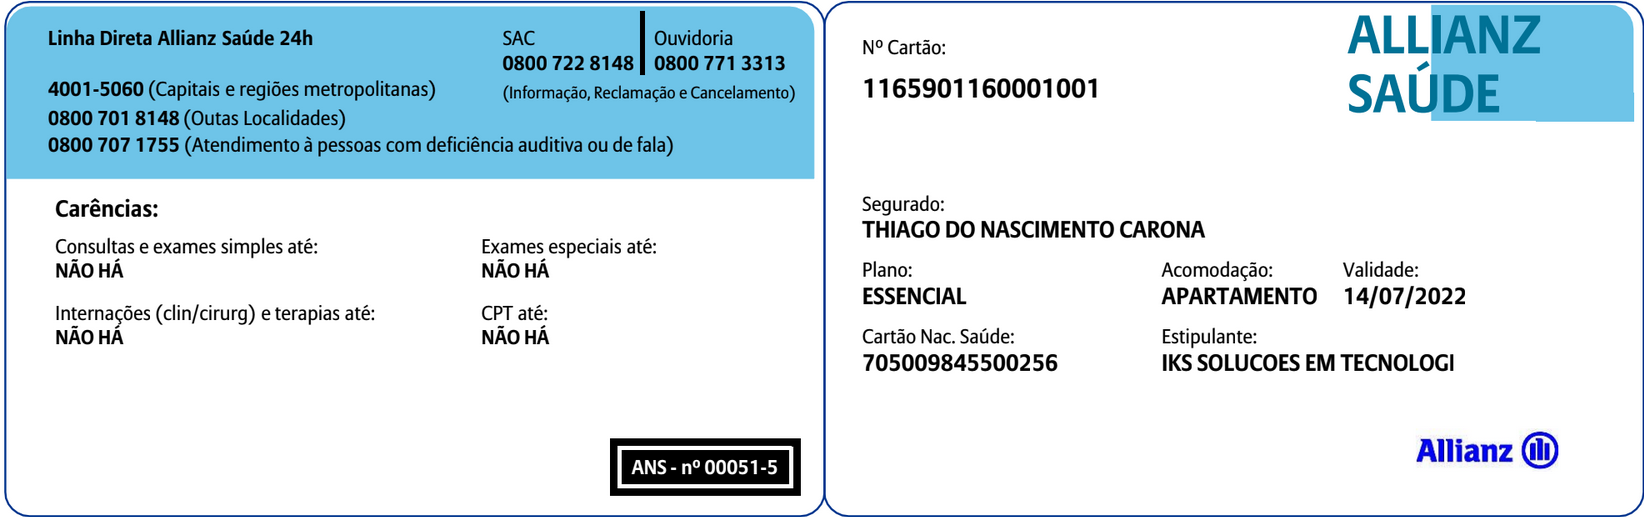 Linha Direta Allianz Saúde 24h
4001-5060 (Capitais e regiões metropolitanas)
0800 701 8148 (Outas Localidades)
0800 707 1755 (Atendimento à pessoas com deficiência auditiva ou de fala)
SAC
0800 722 8148
Ouvidoria
0800 771 3313
(Informação, Reclamação e Cancelamento)
Carências:
Consultas e exames simples até:
NÃO HÁ
Exames especiais até:
NÃO HÁ
Internações (clin/cirurg) e terapias até:
NÃO HÁ
CPT até:
NÃO HÁ
ANS - nº 00051-5
Nº Cartão:
1165901160001001
ALLIANZ
SAÚDE
Segurado:
THIAGO DO NASCIMENTO CARONA
Plano:
ESSENCIAL
Acomodação:
APARTAMENTO
Validade:
14/07/2022
Cartão Nac. Saúde:
705009845500256
Estipulante:
IKS SOLUCOES EM TECNOLOGI
Allianz